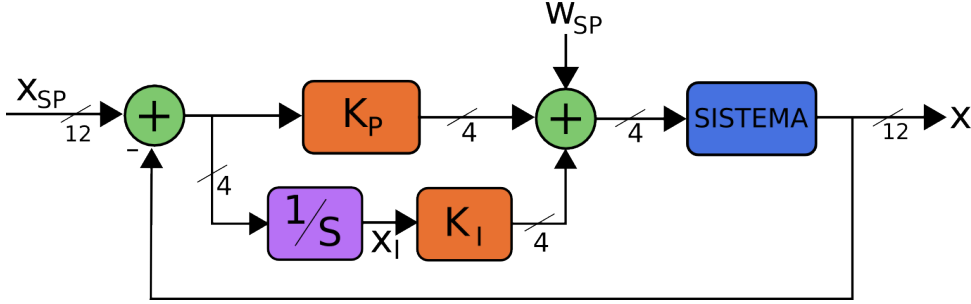 W_SP
X_SP
12
-
+
K_P
4
+
4
SISTEMA
12
X
4
1/S
X_I
K_I
4